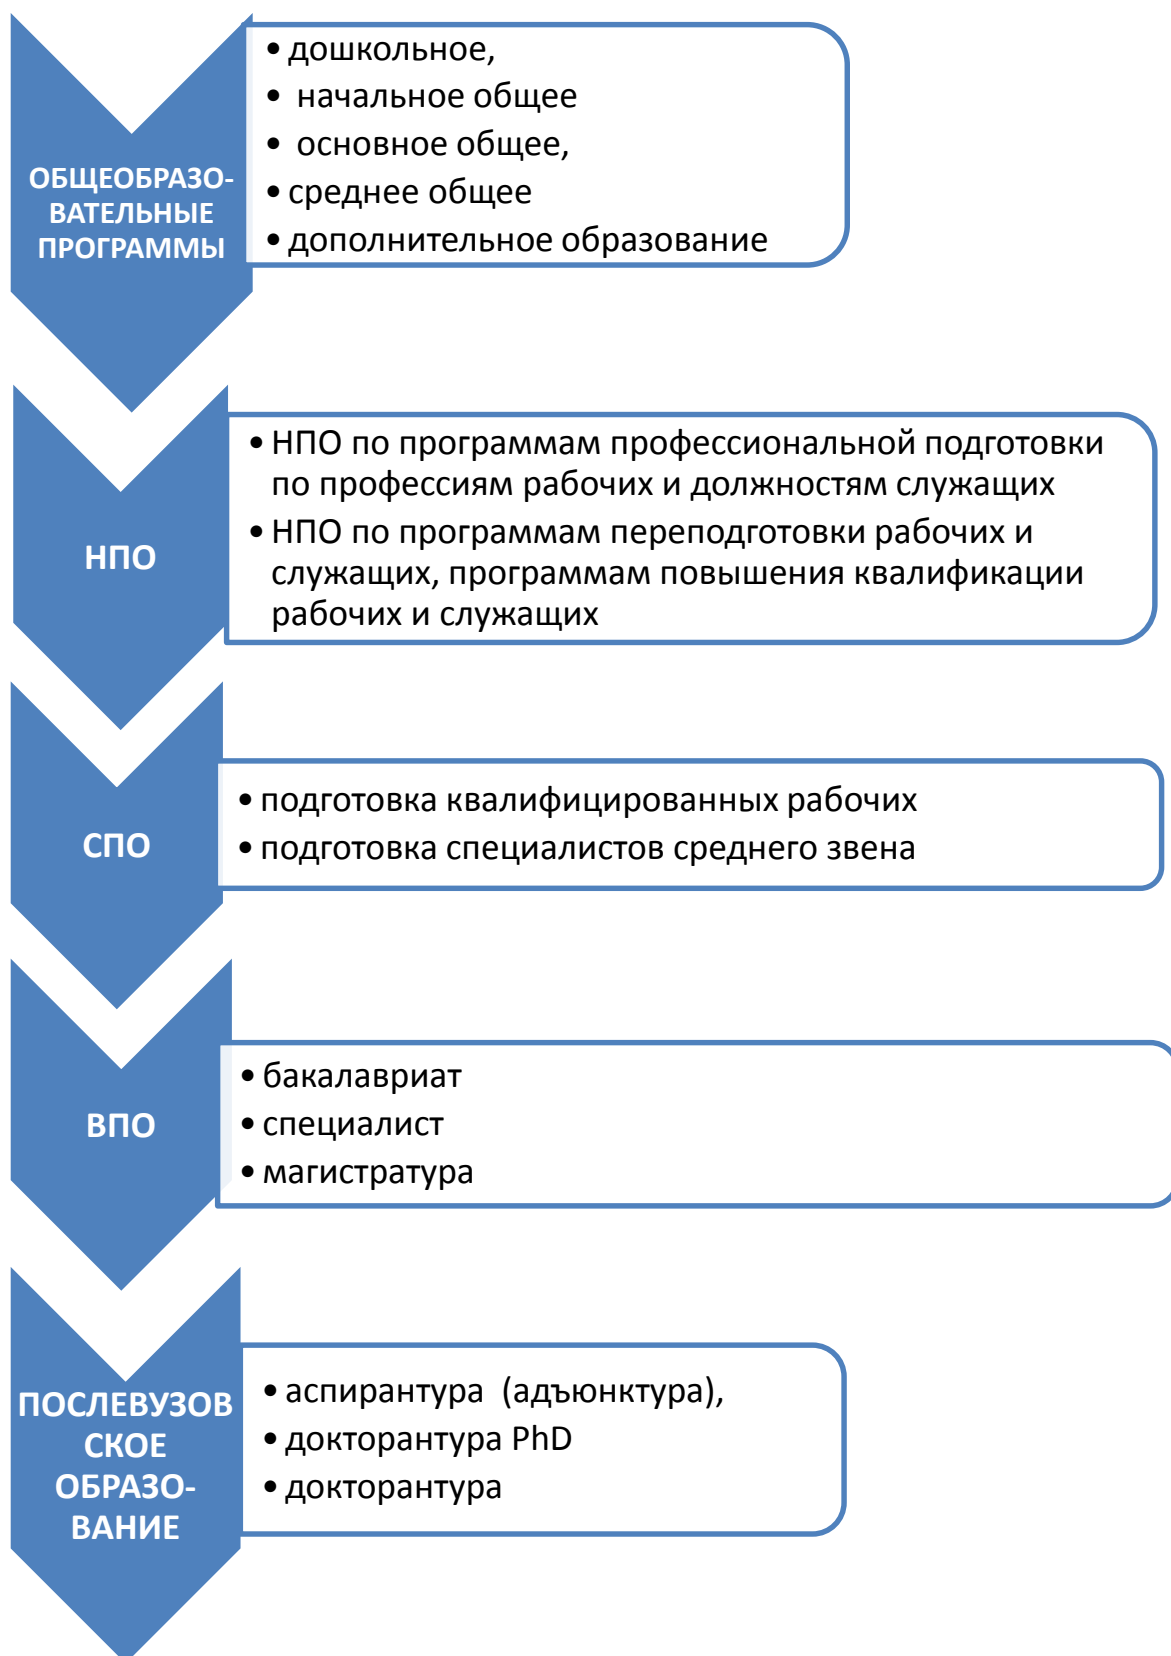 ОБЩЕОБРАЗО-
ВАТЕЛЬНЫЕ
ПРОГРАММЫ
• дошкольное,
• начальное общее
• основное общее,
• среднее общее
• дополнительное образование
НПО
• НПО по программам профессиональной подготовки
по профессиям рабочих и должностям служащих
• НПО по программам переподготовки рабочих и
служащих, программам повышения квалификации
рабочих и служащих
СПО
• подготовка квалифицированных рабочих
• подготовка специалистов среднего звена
ВПО
• бакалавриат
• специалист
• магистратура
ПОСЛЕВУЗОВ
СКОЕ
ОБРАЗО-
ВАНИЕ
• аспирантура (адъюнктура),
• докторантура PhD
• докторантура